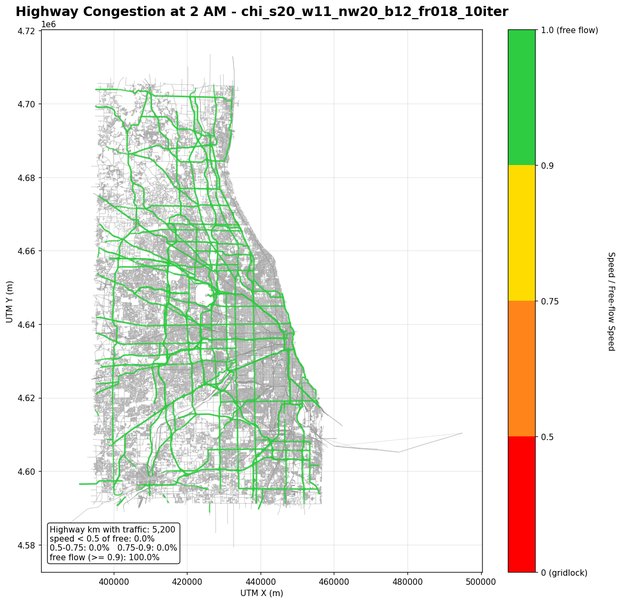 Highway Congestion at 2 AM - chi_s20_w11_nw20_b12_fr018_10iter
1e6
4.72
4.70
4.68
4.66
4.64
4.62
4.60
4.58
UTM Y (m)
400000 420000 440000 460000 480000 500000
UTM X (m)
Highway km with traffic: 5,200
speed < 0.5 of free: 0.0%
0.5-0.75: 0.0%   0.75-0.9: 0.0%
free flow (>= 0.9): 100.0%
1.0 (free flow)
0.9
0.75
0.5
0 (gridlock)
Speed / Free-flow Speed